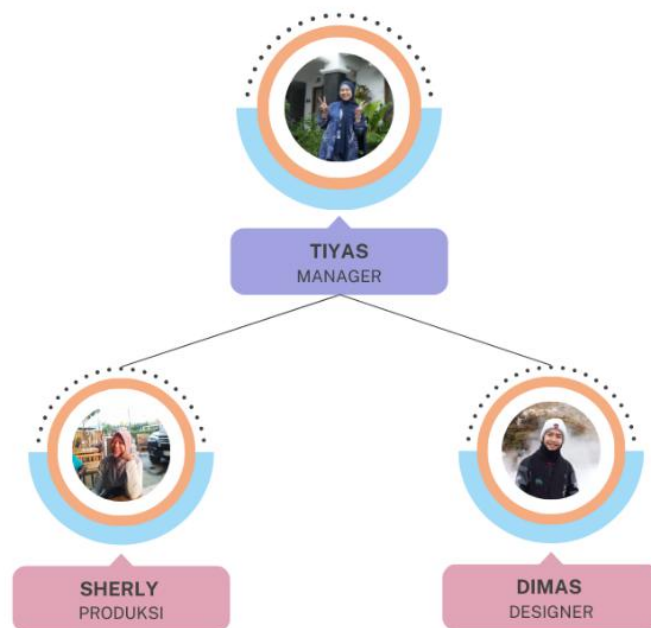 TIYAS
MANAGER
SHERLY
PRODUKSI
DIMAS
DESIGNER